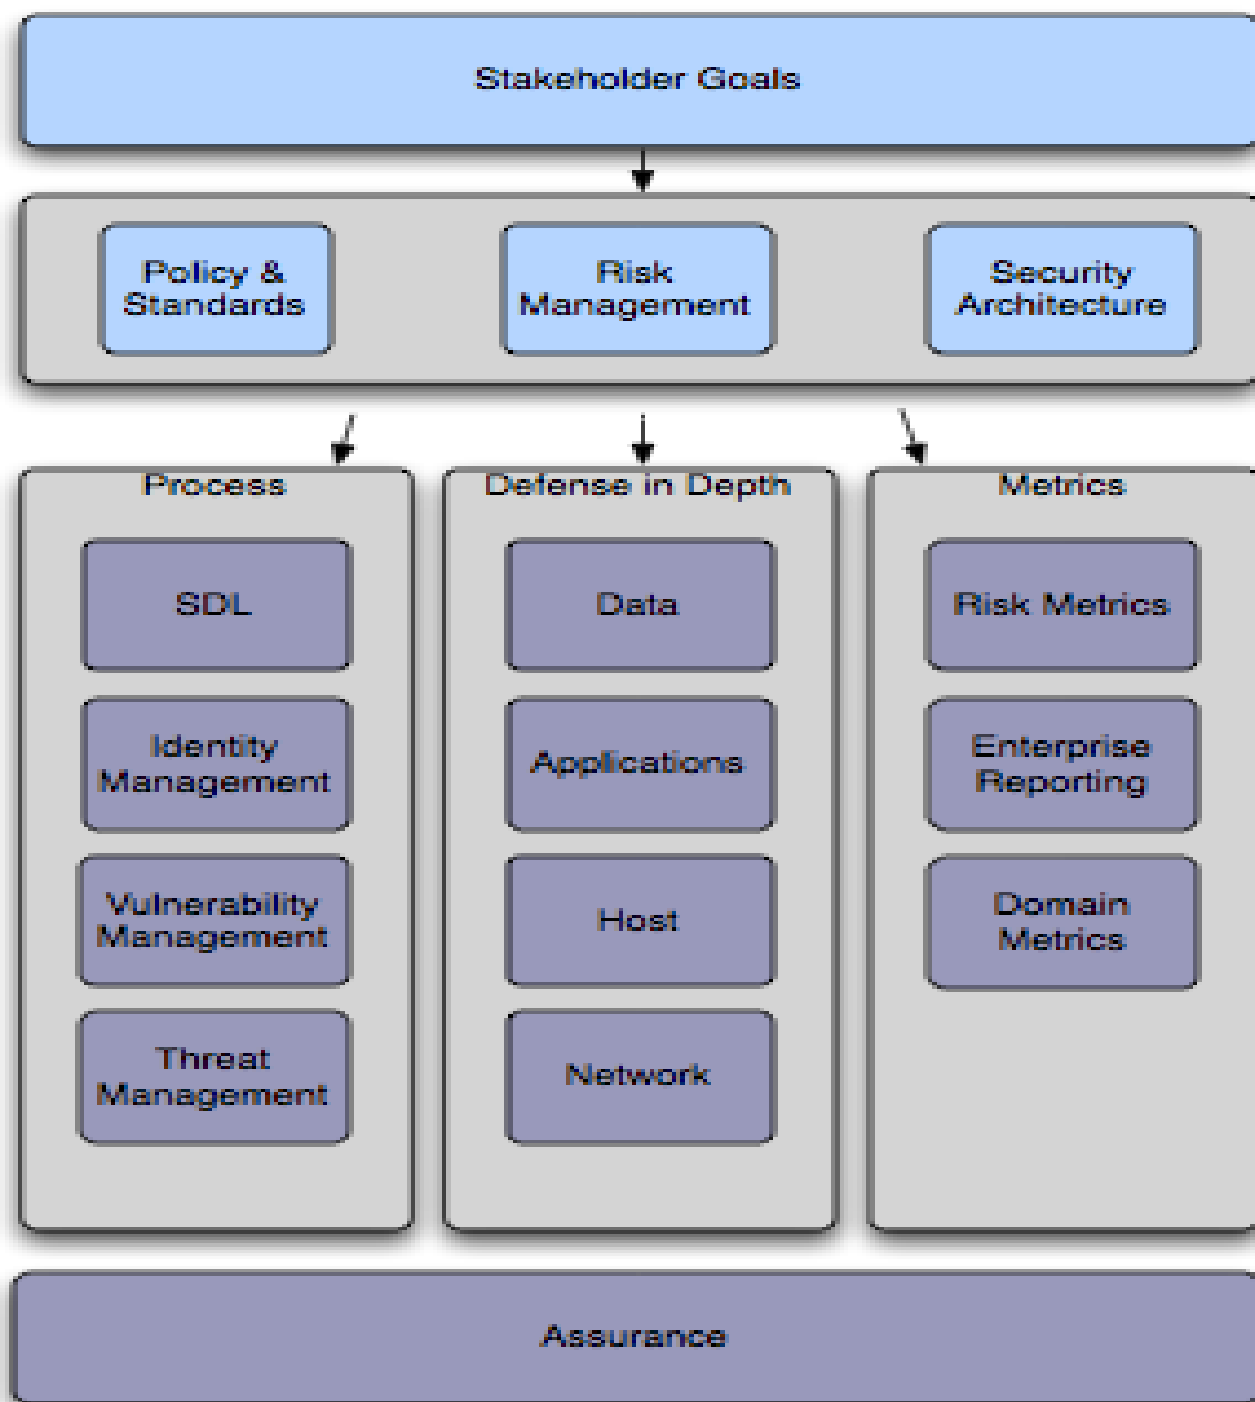 Stakeholder Goals
Policy &
Standards
Risk
Management
Security
Architecture
Process
SDL
Identity
Management
Vulnerability
Management
Threat
Management
Defense in Depth
Data
Applications
Host
Network
Metrics
Risk Metrics
Enterprise
Reporting
Domain
Metrics
Assurance